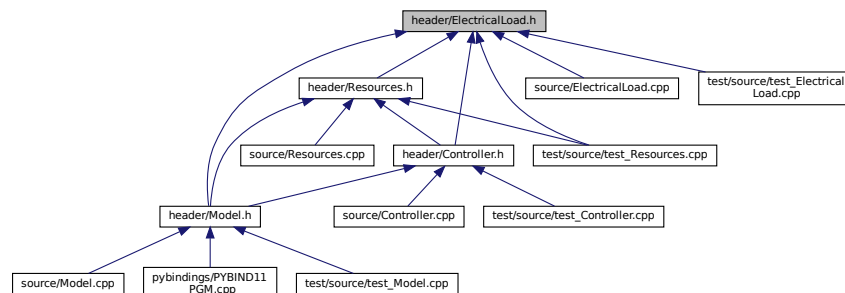 header/ElectricalLoad.h
header/Resources.h
source/ElectricalLoad.cpp
test/source/test_Electrical
Load.cpp
source/Resources.cpp
header/Controller.h
test/source/test_Resources.cpp
header/Model.h
source/Controller.cpp
test/source/test_Controller.cpp
source/Model.cpp
pybindings/PYBIND11
_PGM.cpp
test/source/test_Model.cpp